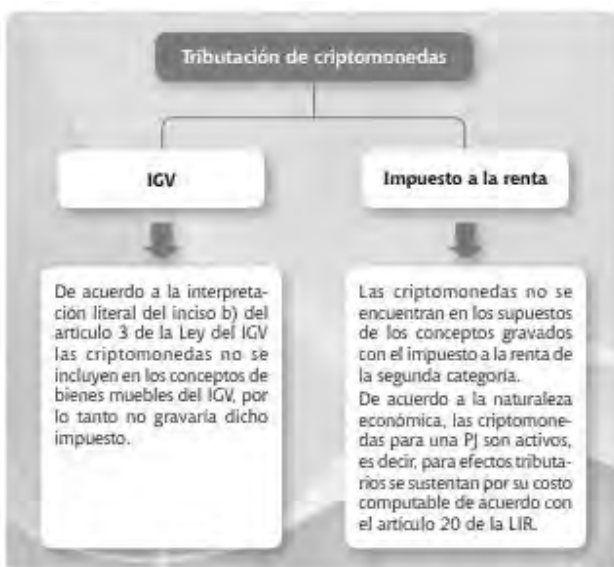 Tributación de criptomonedas
IGV
De acuerdo a la interpreta-
ción literal del inciso b) del
artículo 3 de la Ley del IGV
las criptomonedas no se
incluyen en los conceptos de
bienes muebles del IGV, por
lo tanto no gravaría dicho
impuesto.
Impuesto a la renta
Las criptomonedas no se
encuentran en los supuestos
de los conceptos gravados
con el impuesto a la renta de
la segunda categoría.
De acuerdo a la naturaleza
económica, las criptomone-
das para una PJ son activos,
es decir, para efectos tributa-
rios se sustentan por su costo
computable de acuerdo con
el artículo 20 de la LIR.